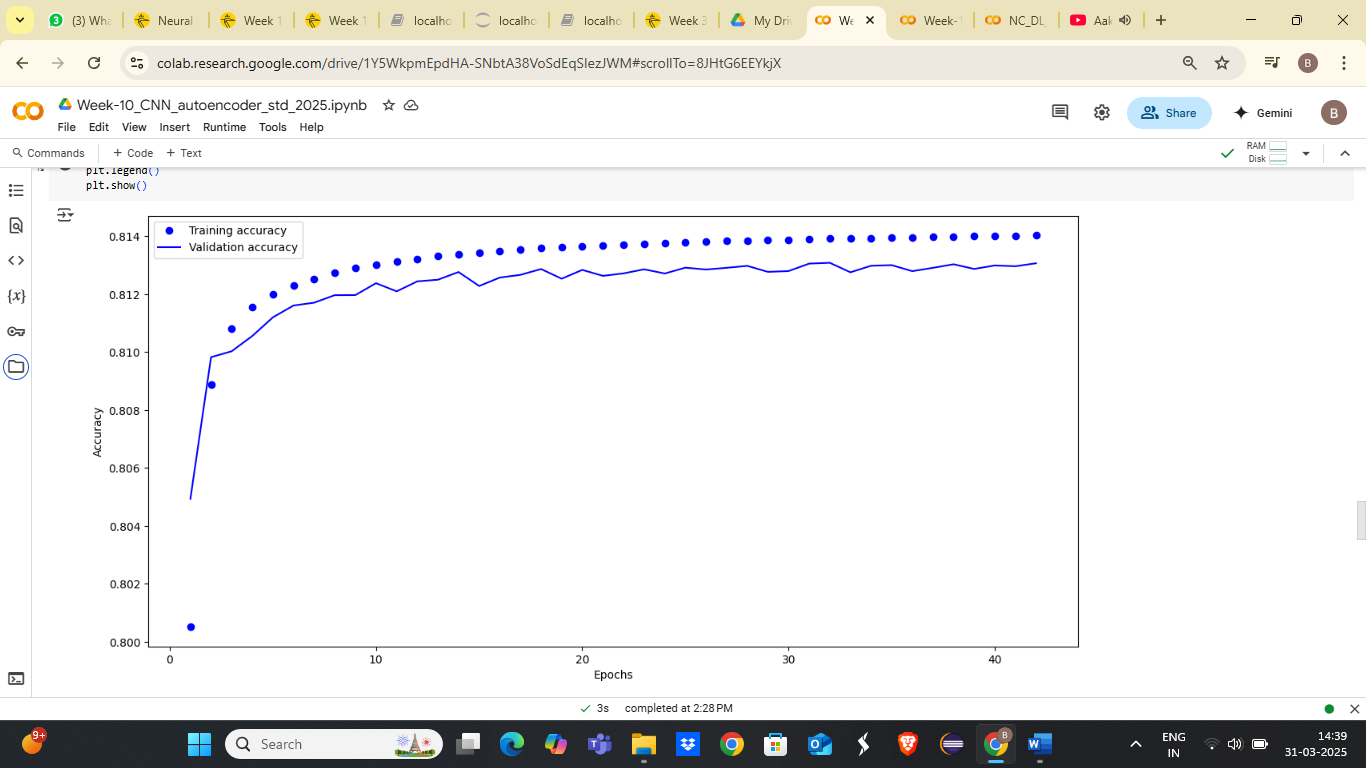 (3) Wha
Neural
Week 1
Week 1
localho
localho
localho
Week 3
My Driv
We
Week-1
NC_DL_
Aak
colab.research.google.com/drive/1Y5WkpmEpdHA-SNbtA38VoSdEqSIezJWM#scrollTo=8JHtG6EEYkjX
B
Week-10_CNN_autoencoder_std_2025.ipynb
File Edit View Insert Runtime Tools Help
Share
Gemini
B
Commands + Code + Text
RAM
Disk
plt.legend()
plt.show()
Training accuracy
Validation accuracy
0.814
0.812
0.810
0.808
0.806
0.804
0.802
0.800
Accuracy
0 10 20 30 40
Epochs
3s completed at 2:28 PM
9+
Search
B
ENG
IN
14:39
31-03-2025